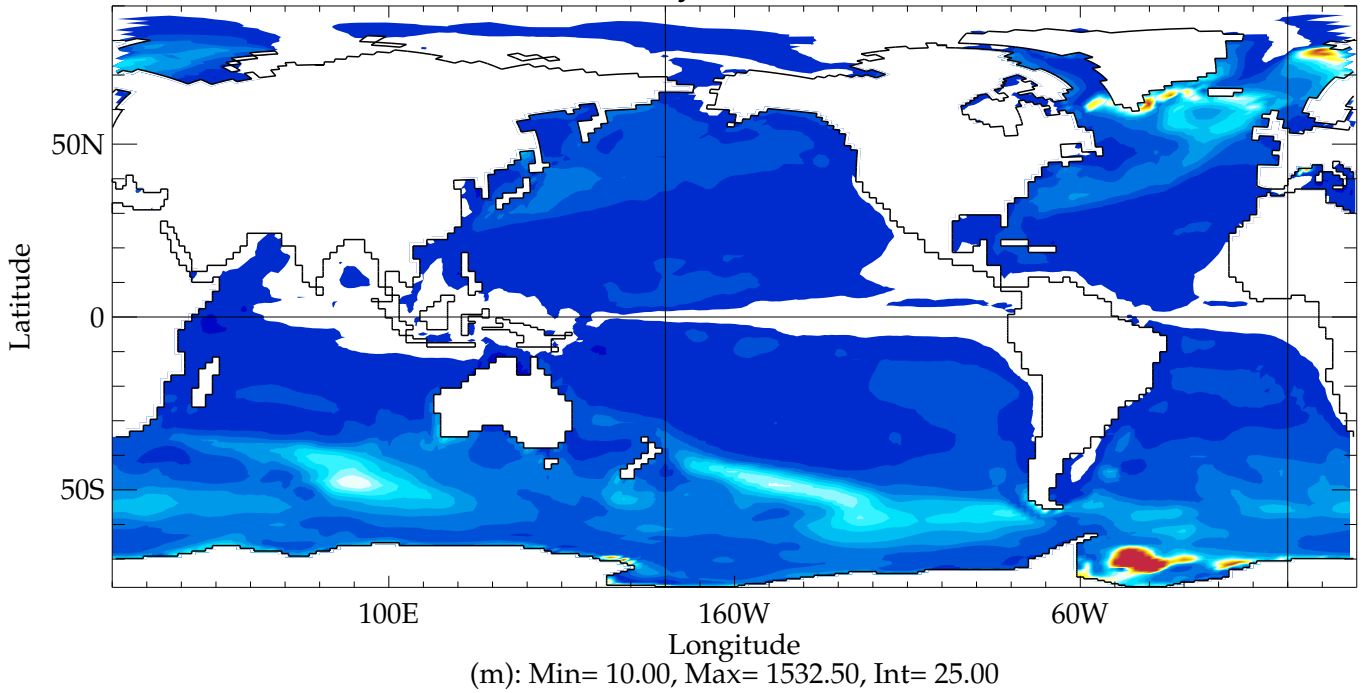 50N
0
50S
Latitude
100E
160W
60W
Longitude
(m): Min= 10.00, Max= 1532.50, Int= 25.00